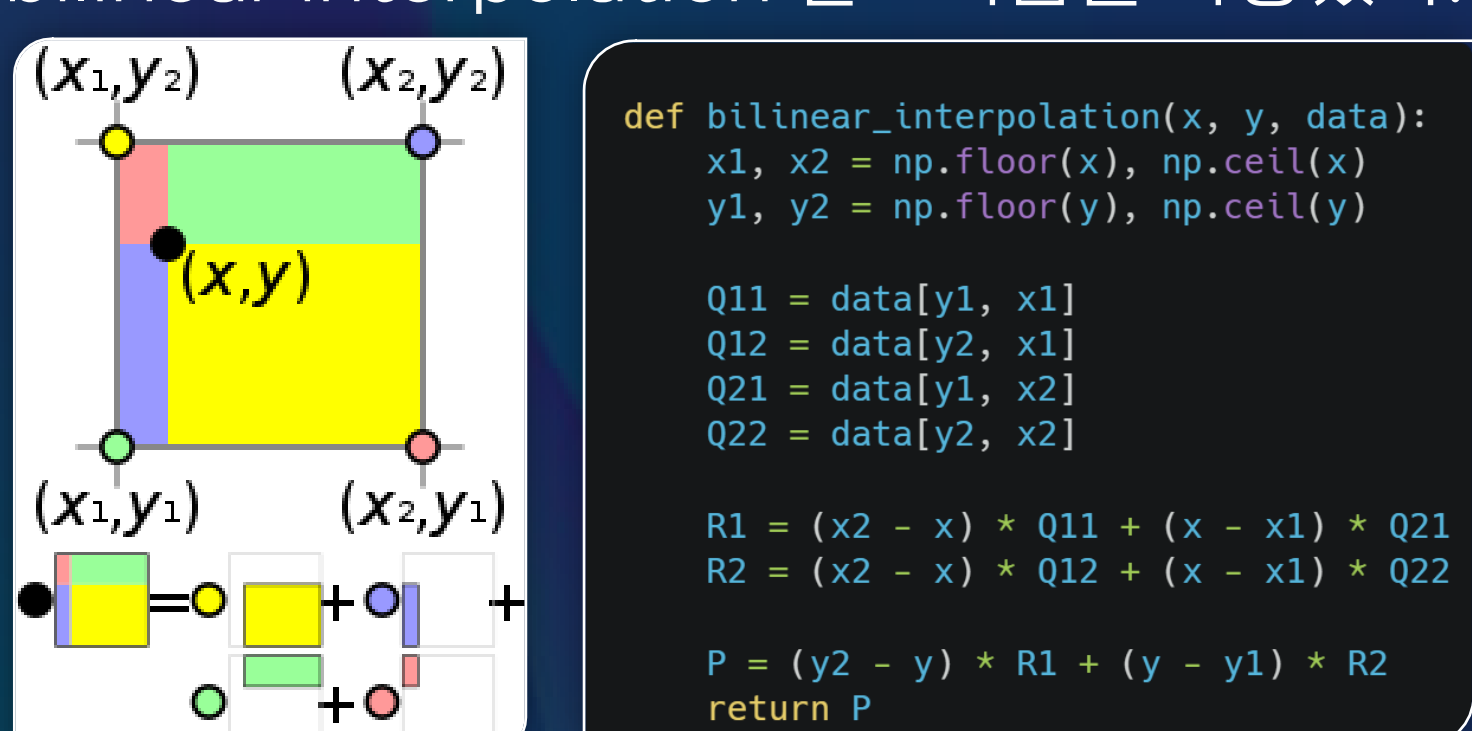 bilinear interpolation
(x₁,y₂) (x₂,y₂)
(x,y)
(x₁,y₁) (x₂,y₁)
= + +
+
def bilinear_interpolation(x, y, data):
x1, x2 = np.floor(x), np.ceil(x)
y1, y2 = np.floor(y), np.ceil(y)
Q11 = data[y1, x1]
Q12 = data[y2, x1]
Q21 = data[y1, x2]
Q22 = data[y2, x2]
R1 = (x2 - x) * Q11 + (x - x1) * Q21
R2 = (x2 - x) * Q12 + (x - x1) * Q22
P = (y2 - y) * R1 + (y - y1) * R2
return P